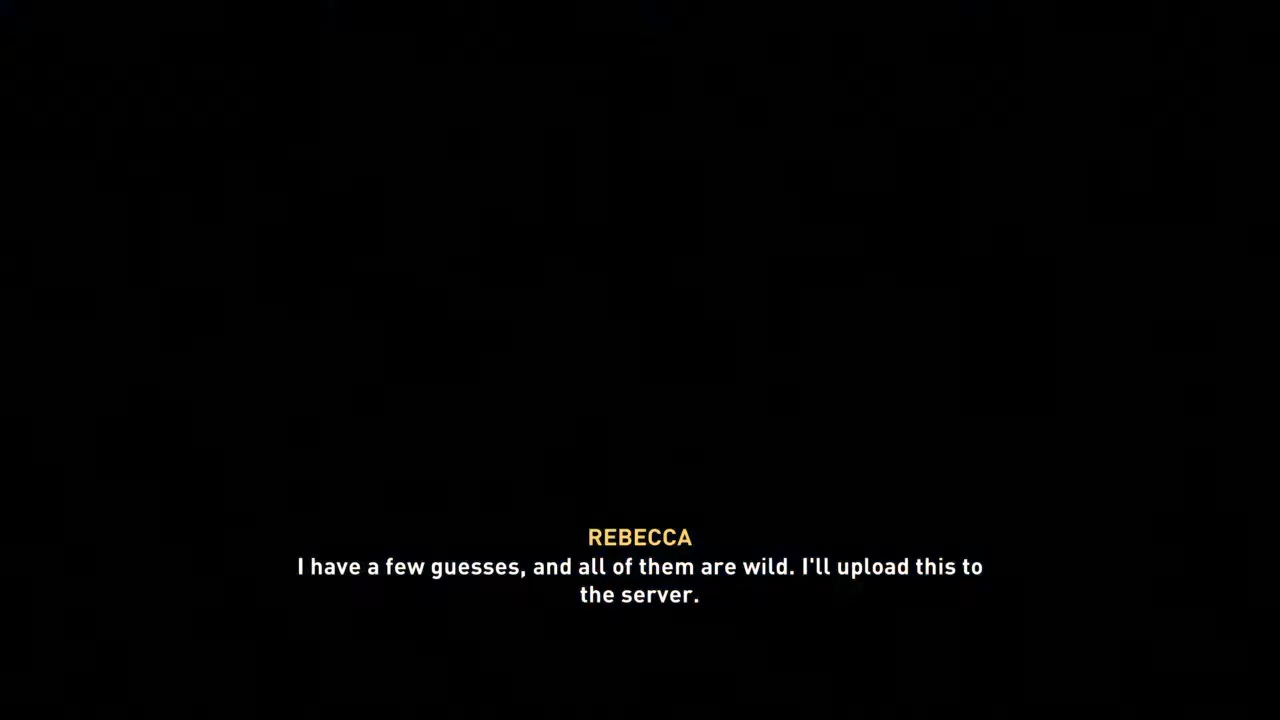 REBECCA
I have a few guesses, and all of them are wild. I'll upload this to
the server.